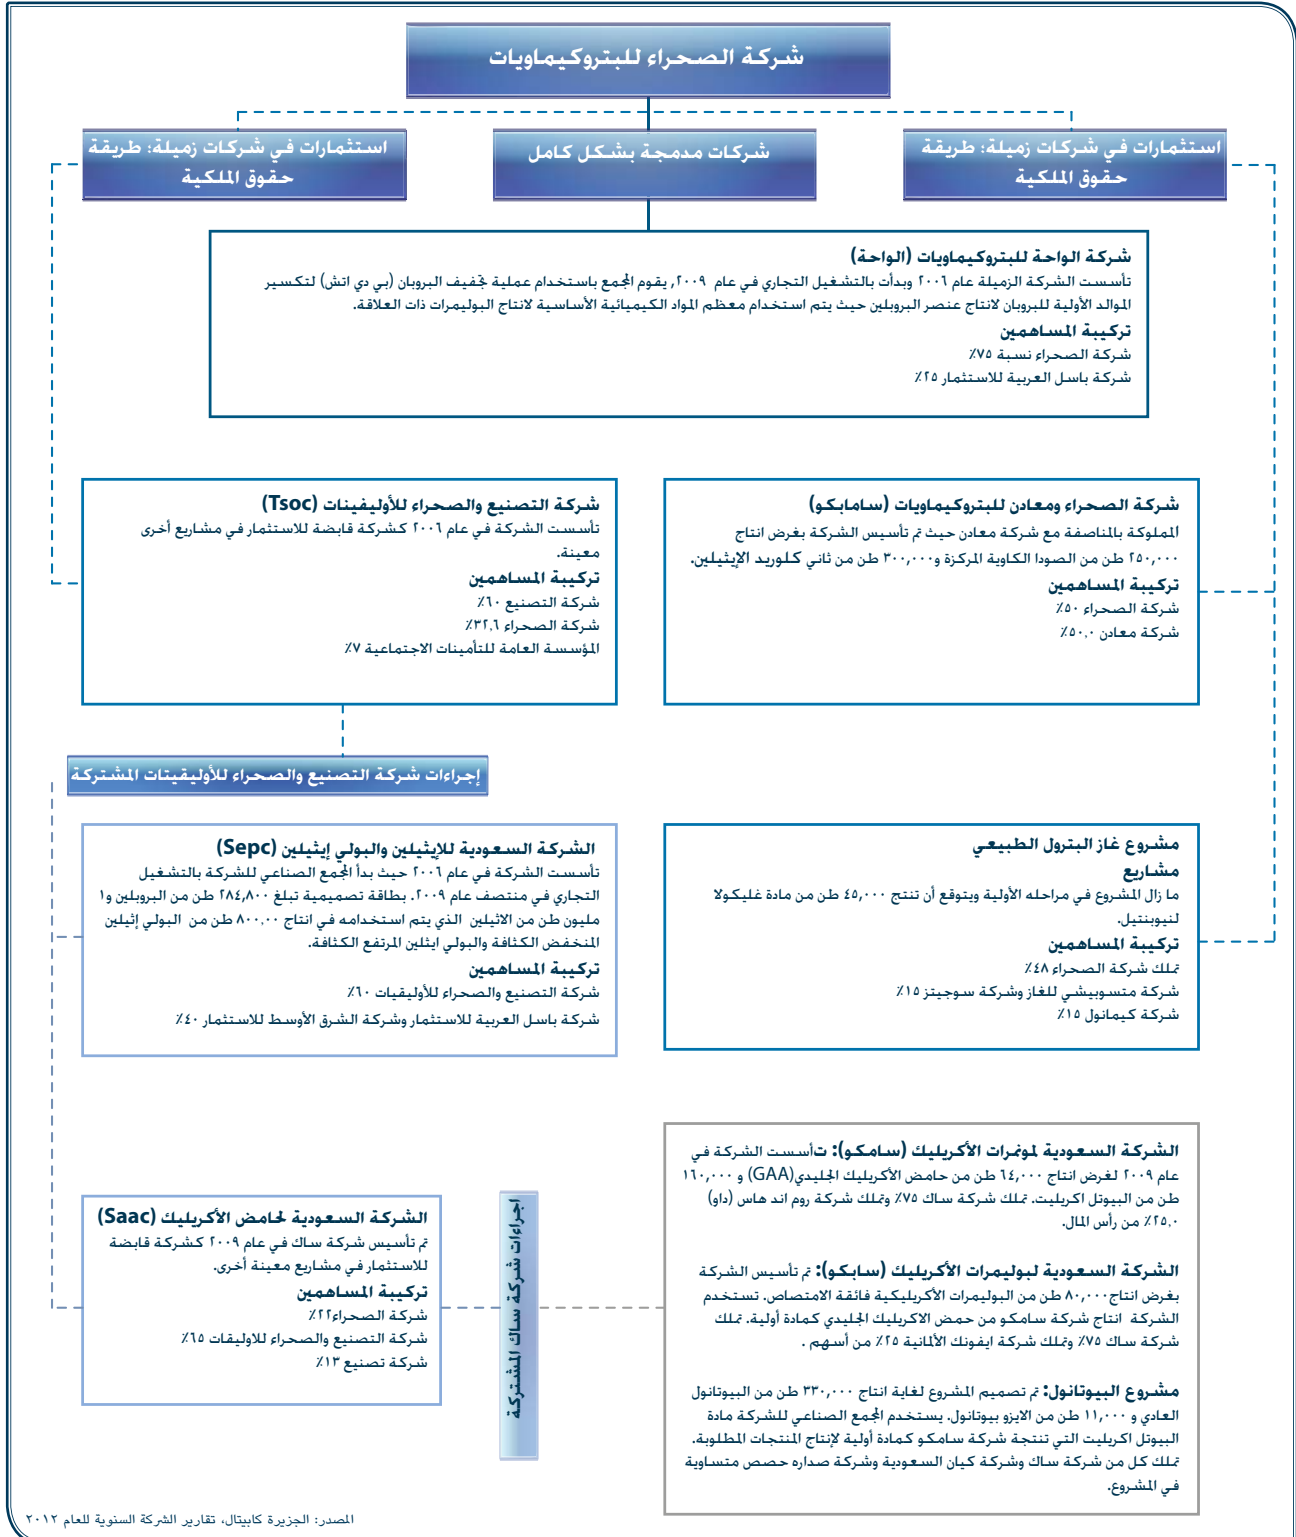 شركة الصحراء للبتروكيماويات
استثمارات في شركات زميلة: طريقة
حقوق الملكية
شركات مدمجة بشكل كامل
استثمارات في شركات زميلة: طريقة
حقوق الملكية
شركة الواحة للبتروكيماويات (الواحة)
تأسست الشركة الزميلة عام ٢٠٠٦ وبدأت بالتشغيل التجاري في عام ٢٠٠٩, يقوم المجمع باستخدام عملية تجفيف البروبان (بي دي اتش) لتكسير
الموالد الأولية للبروبان لانتاج عنصر البروبلين حيث يتم استخدام معظم المواد الكيميائية الأساسية لانتاج البوليمرات ذات العلاقة.
تركيبة المساهمين
شركة الصحراء نسبة ٧٥٪
شركة باسل العربية للاستثمار ٢٥٪
شركة الصحراء ومعادن للبتروكيماويات (سامابكو)
المملوكة بالمناصفة مع شركة معادن حيث تم تأسيس الشركة بغرض انتاج
٢٥٠,٠٠٠ طن من الصودا الكاوية المركزة و٣٠٠,٠٠٠ طن من ثاني كلوريد الإيثيلين.
تركيبة المساهمين
شركة الصحراء ٥٠٪
شركة معادن ٥٠,٠٪
شركة التصنيع والصحراء للأوليفينات (Tsoc)
تأسست الشركة في عام ٢٠٠٦ كشركة قابضة للاستثمار في مشاريع أخرى
معينة.
تركيبة المساهمين
شركة التصنيع ٦٠٪
شركة الصحراء ٣٢,٦٪
المؤسسة العامة للتأمينات الاجتماعية ٧٪
إجراءات شركة التصنيع والصحراء للأوليقيتات المشتركة
مشروع غاز البترول الطبيعي
مشاريع
ما زال المشروع في مراحله الأولية ويتوقع أن تنتج ٤٥,٠٠٠ طن من مادة غليكولا
لنيوبنتيل.
تركيبة المساهمين
تملك شركة الصحراء ٤٨٪
شركة متسوبيشي للغاز وشركة سوجيتز ١٥٪
شركة كيمانول ١٥٪
الشركة السعودية للإيثيلين والبولي إيثيلين (Sepc)
تأسست الشركة في عام ٢٠٠٦ حيث بدأ المجمع الصناعي للشركة بالتشغيل
التجاري في منتصف عام ٢٠٠٩. بطاقة تصميمية تبلغ ٢٨٤,٨٠٠ طن من البروبلين و١
مليون طن من الاثيلين الذي يتم استخدامه في انتاج ٨٠٠,٠٠ طن من البولي إثيلين
المنخفض الكثافة والبولي ايثلين المرتفع الكثافة.
تركيبة المساهمين
شركة التصنيع والصحراء للأوليقيات ٦٠٪
شركة باسل العربية للاستثمار وشركة الشرق الأوسط للاستثمار ٤٠٪
الشركة السعودية لمونمرات الأكريليك (سامكو): تأسست الشركة في
عام ٢٠٠٩ لغرض انتاج ٦٤,٠٠٠ طن من حامض الأكريليك الجليدي(GAA) و ١٦٠,٠٠٠
طن من البيوتل اكريليت. تملك شركة ساك ٧٥٪ وتملك شركة روم اند هاس (داو)
٢٥,٠٪ من رأس المال.
الشركة السعودية لبوليمرات الأكريليك (سابكو): تم تأسيس الشركة
بغرض انتاج٨٠,٠٠٠ طن من البوليمرات الأكريليكية فائقة الامتصاص. تستخدم
الشركة انتاج شركة سامكو من حمض الاكريليك الجليدي كمادة أولية. تملك
شركة ساك ٧٥٪ وتملك شركة ايفونك الألمانية ٢٥٪ من أسهم .
مشروع البيوتانول: تم تصميم المشروع لغاية انتاج ٣٣٠,٠٠٠ طن من البيوتانول
العادي و ١١,٠٠٠ طن من الايزو بيوتانول. يستخدم المجمع الصناعي للشركة مادة
البيوتل اكريليت التي تنتجة شركة سامكو كمادة أولية لإنتاج المنتجات المطلوبة.
تملك كل من شركة ساك وشركة كيان السعودية وشركة صداره حصص متساوية
في المشروع.
اجراءات شركة ساك المشتركة
الشركة السعودية لحامض الأكريليك (Saac)
تم تأسيس شركة ساك في عام ٢٠٠٩ كشركة قابضة
للاستثمار في مشاريع معينة أخرى.
تركيبة المساهمين
شركة الصحراء٢٢٪
شركة التصنيع والصحراء للاوليقات ٦٥٪
شركة تصنيع ١٣٪
المصدر: الجزيرة كابيتال، تقارير الشركة السنوية للعام ٢٠١٢